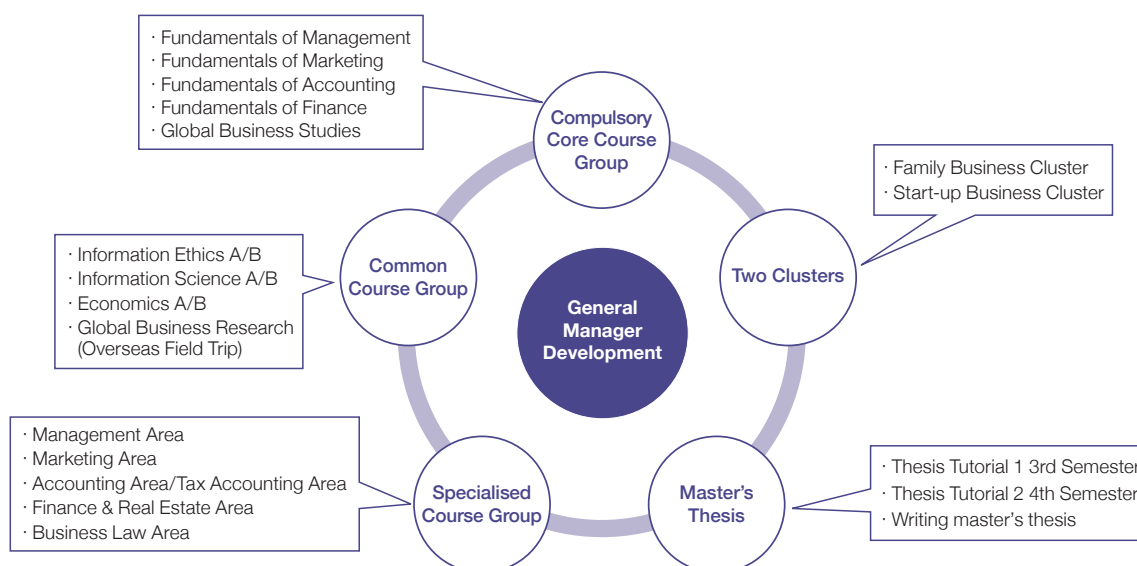 · Fundamentals of Management
· Fundamentals of Marketing
· Fundamentals of Accounting
· Fundamentals of Finance
· Global Business Studies
Compulsory
Core Course
Group
· Family Business Cluster
· Start-up Business Cluster
Two Clusters
· Information Ethics A/B
· Information Science A/B
· Economics A/B
· Global Business Research
(Overseas Field Trip)
Common
Course Group
General
Manager
Development
· Management Area
· Marketing Area
· Accounting Area/Tax Accounting Area
· Finance & Real Estate Area
· Business Law Area
Specialised
Course Group
Master's
Thesis
· Thesis Tutorial 1 3rd Semester
· Thesis Tutorial 2 4th Semester
· Writing master's thesis